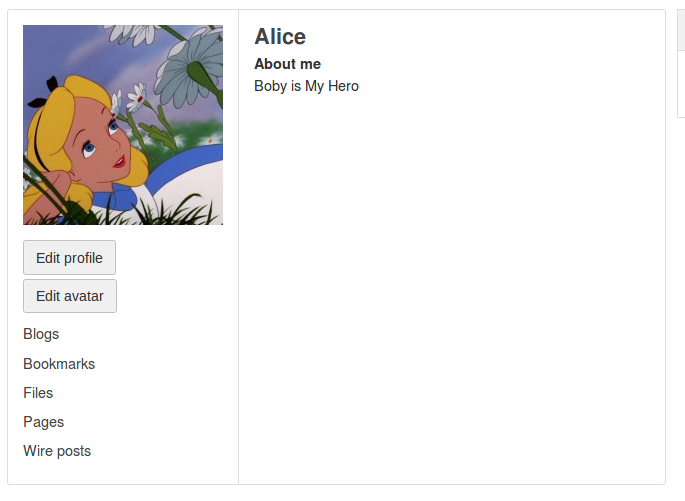 Alice
About me
Boby is My Hero
Edit profile
Edit avatar
Blogs
Bookmarks
Files
Pages
Wire posts